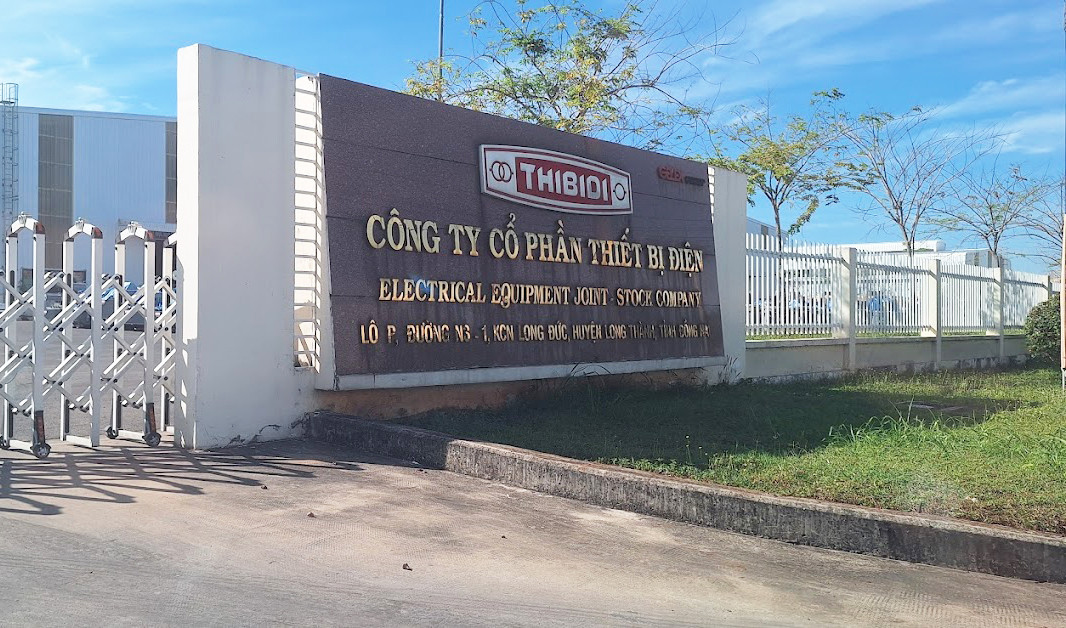 THIBIDI
GELEX
CÔNG TY CỔ PHẦN THIẾT BỊ ĐIỆN
ELECTRICAL EQUIPMENT JOINT - STOCK COMPANY
LÔ P, ĐƯỜNG N3 - 1, KCN LONG ĐỨC, HUYỆN LONG THÀNH, TỈNH ĐỒNG NAI